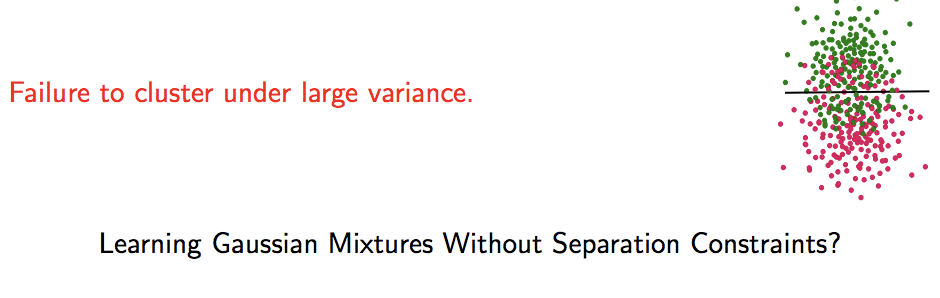 Failure to cluster under large variance.
Learning Gaussian Mixtures Without Separation Constraints?